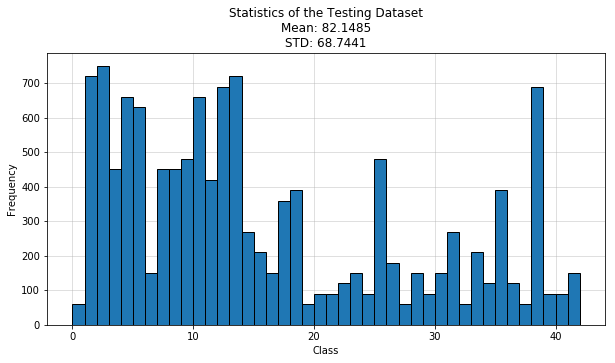 Statistics of the Testing Dataset
Mean: 82.1485
STD: 68.7441
700
600
500
400
300
200
100
0
Frequency
0 10 20 30 40
Class